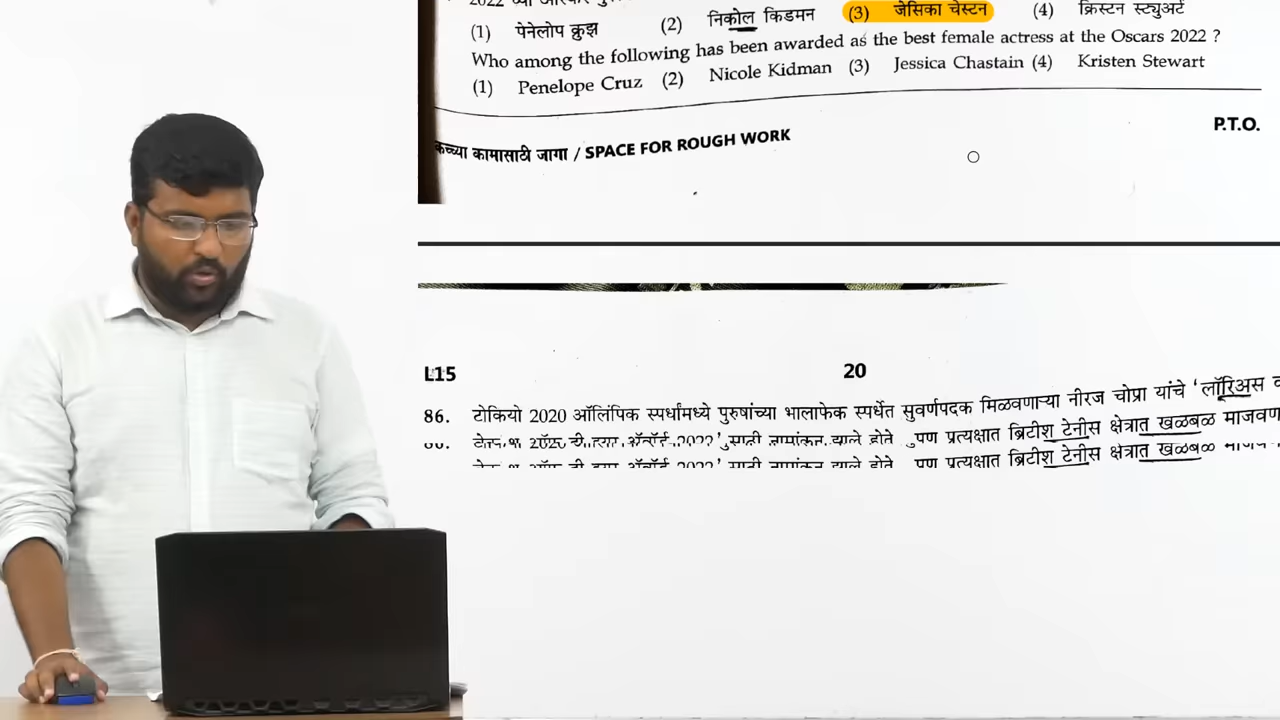 (1) पेनेलोप क्रुझ (2) निकोल किडमन (3) जेसिका चेस्टन (4) क्रिस्टन स्ट्युअर्ट
Who among the following has been awarded as the best female actress at the Oscars 2022 ?
(1) Penelope Cruz (2) Nicole Kidman (3) Jessica Chastain (4) Kristen Stewart
P.T.O.
कच्च्या कामासाठी जागा / SPACE FOR ROUGH WORK
L15 20
86. टोकियो 2020 ऑलिंपिक स्पर्धांमध्ये पुरुषांच्या भालाफेक स्पर्धेत सुवर्णपदक मिळवणाऱ्या नीरज चोप्रा यांचे ‘लॉरिअस
पण प्रत्यक्षात ब्रिटीश टेनीस क्षेत्रात खळबळ
पण प्रत्यक्षात ब्रिटीश टेनीस क्षेत्रात खळबळ